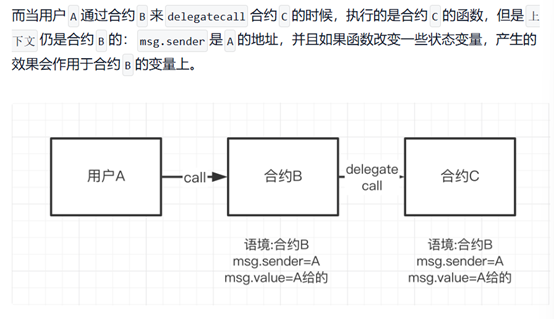 而当用户 A 通过合约 B 来 delegatecall 合约 C 的时候，执行的是合约 C 的函数，但是 上
下文 仍是合约 B 的： msg.sender 是 A 的地址，并且如果函数改变一些状态变量，产生的
效果会作用于合约 B 的变量上。
用户A
call
合约B
delegate
call
合约C
语境:合约B
msg.sender=A
msg.value=A给的
语境:合约B
msg.sender=A
msg.value=A给的